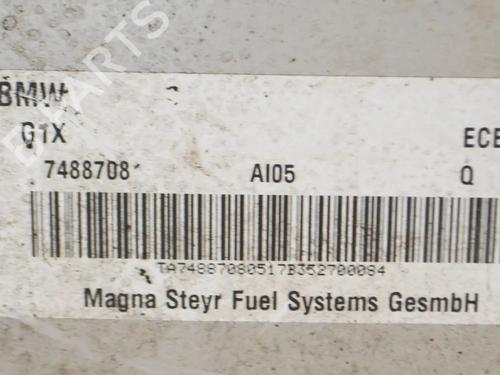 BMW
G1X ECE
7488708 AI05 Q
TA74887080517B352700084
Magna Steyr Fuel Systems GesmbH